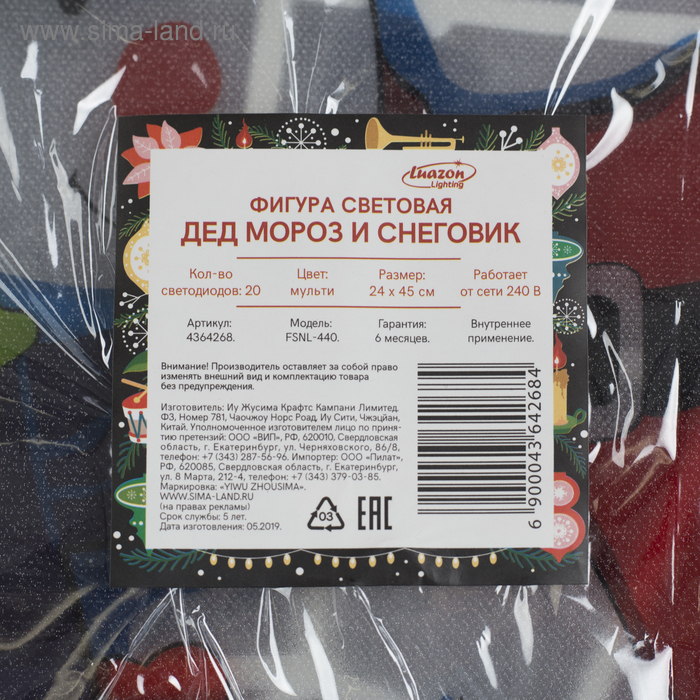 © www.sima-land.ru
Luazon
Lighting
ФИГУРА СВЕТОВАЯ
ДЕД МОРОЗ И СНЕГОВИК
Кол-во
светодиодов: 20
Цвет:
мульти
Размер:
24 x 45 см
Работает
от сети 240 В
Артикул:
4364268.
Модель:
FSNL-440.
Гарантия:
6 месяцев.
Внутреннее
применение.
Внимание! Производитель оставляет за собой право
изменять внешний вид и комплектацию товара
без предупреждения.
Изготовитель: Иу Жусима Крафтс Кампани Лимитед.
ФЗ, Номер 781, Чаочжоу Норс Роад, Иу Сити, Чжэцйан,
Китай. Уполномоченное изготовителем лицо по приня-
тию претензий: ООО «ВИП», РФ, 620010, Свердловская
область, г. Екатеринбург, ул. Черняховского, 86/8,
телефон: +7 (343) 287-56-96. Импортер: ООО «Пилат»,
РФ, 620085, Свердловская область, г. Екатеринбург,
ул. 8 Марта, 212-4, телефон: +7 (343) 379-03-85.
Маркировка: «YIWU ZHOUSIMA».
WWW.SIMA-LAND.RU
(на правах рекламы)
Срок службы: 5 лет.
Дата изготовления: 05.2019.
03
EAC
6 900043 642684